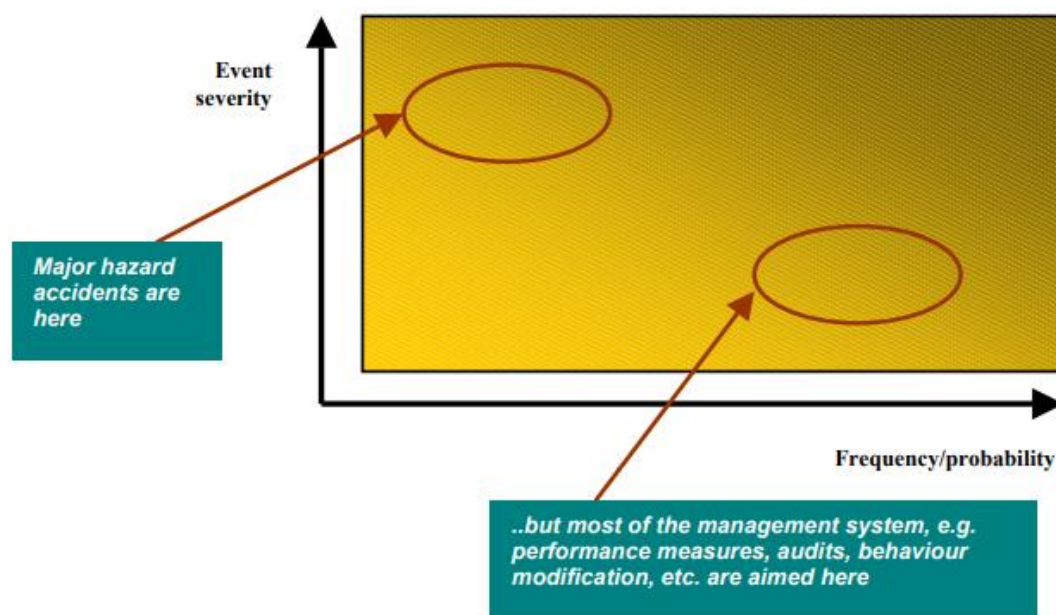 Event
severity
Major hazard
accidents are
here
Frequency/probability
..but most of the management system, e.g.
performance measures, audits, behaviour
modification, etc. are aimed here